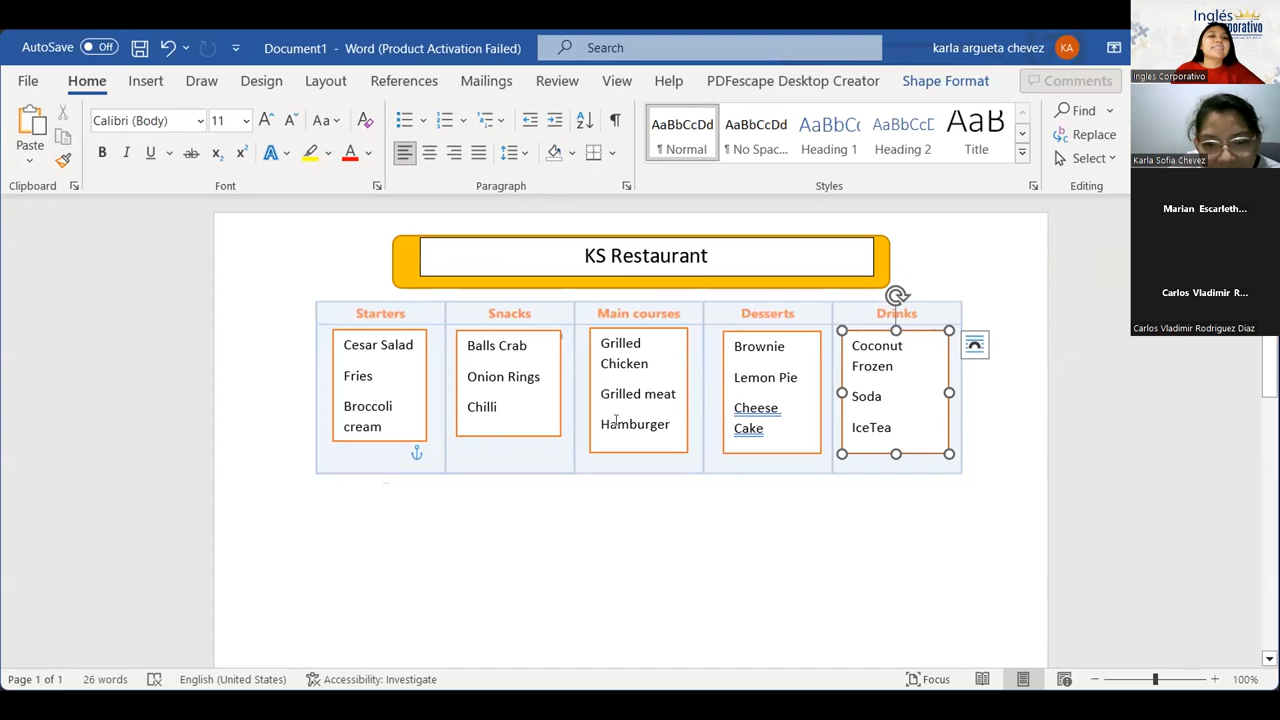 AutoSave Off Document1 - Word (Product Activation Failed) Search karla argueta chevez KA
File Home Insert Draw Design Layout References Mailings Review View Help PDFescape Desktop Creator Shape Format Comments
Paste
Calibri (Body) 11
AaBbCcDd AaBbCcDd AaBbCc AaBbCcD AaB
¶ Normal ¶ No Spac... Heading 1 Heading 2 Title
Find
Replace
Select
Clipboard Font Paragraph Styles Editing
KS Restaurant
Starters Snacks Main courses Desserts Drinks
Cesar Salad
Fries
Broccoli
cream
Balls Crab
Onion Rings
Chilli
Grilled
Chicken
Grilled meat
Hamburger
Brownie
Lemon Pie
Cheese
Cake
Coconut
Frozen
Soda
IceTea
Page 1 of 1 26 words English (United States) Accessibility: Investigate Focus 100%
Inglés
Corporativo
Ingles Corporativo
Karla Sofia Chevez
Marian Escarleth...
Carlos Vladimir R...
Carlos Vladimir Rodriguez Diaz